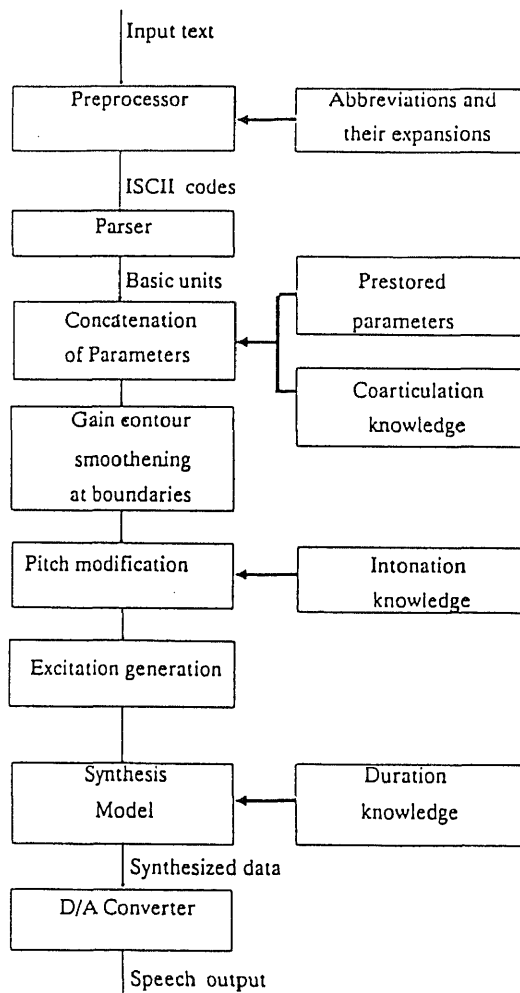 Input text
Preprocessor
Abbreviations and
their expansions
ISCII codes
Parser
Basic units
Concatenation
of Parameters
Prestored
parameters
Coarticulation
knowledge
Gain contour
smoothening
at boundaries
Pitch modification
Intonation
knowledge
Excitation generation
Synthesis
Model
Duration
knowledge
Synthesized data
D/A Converter
Speech output